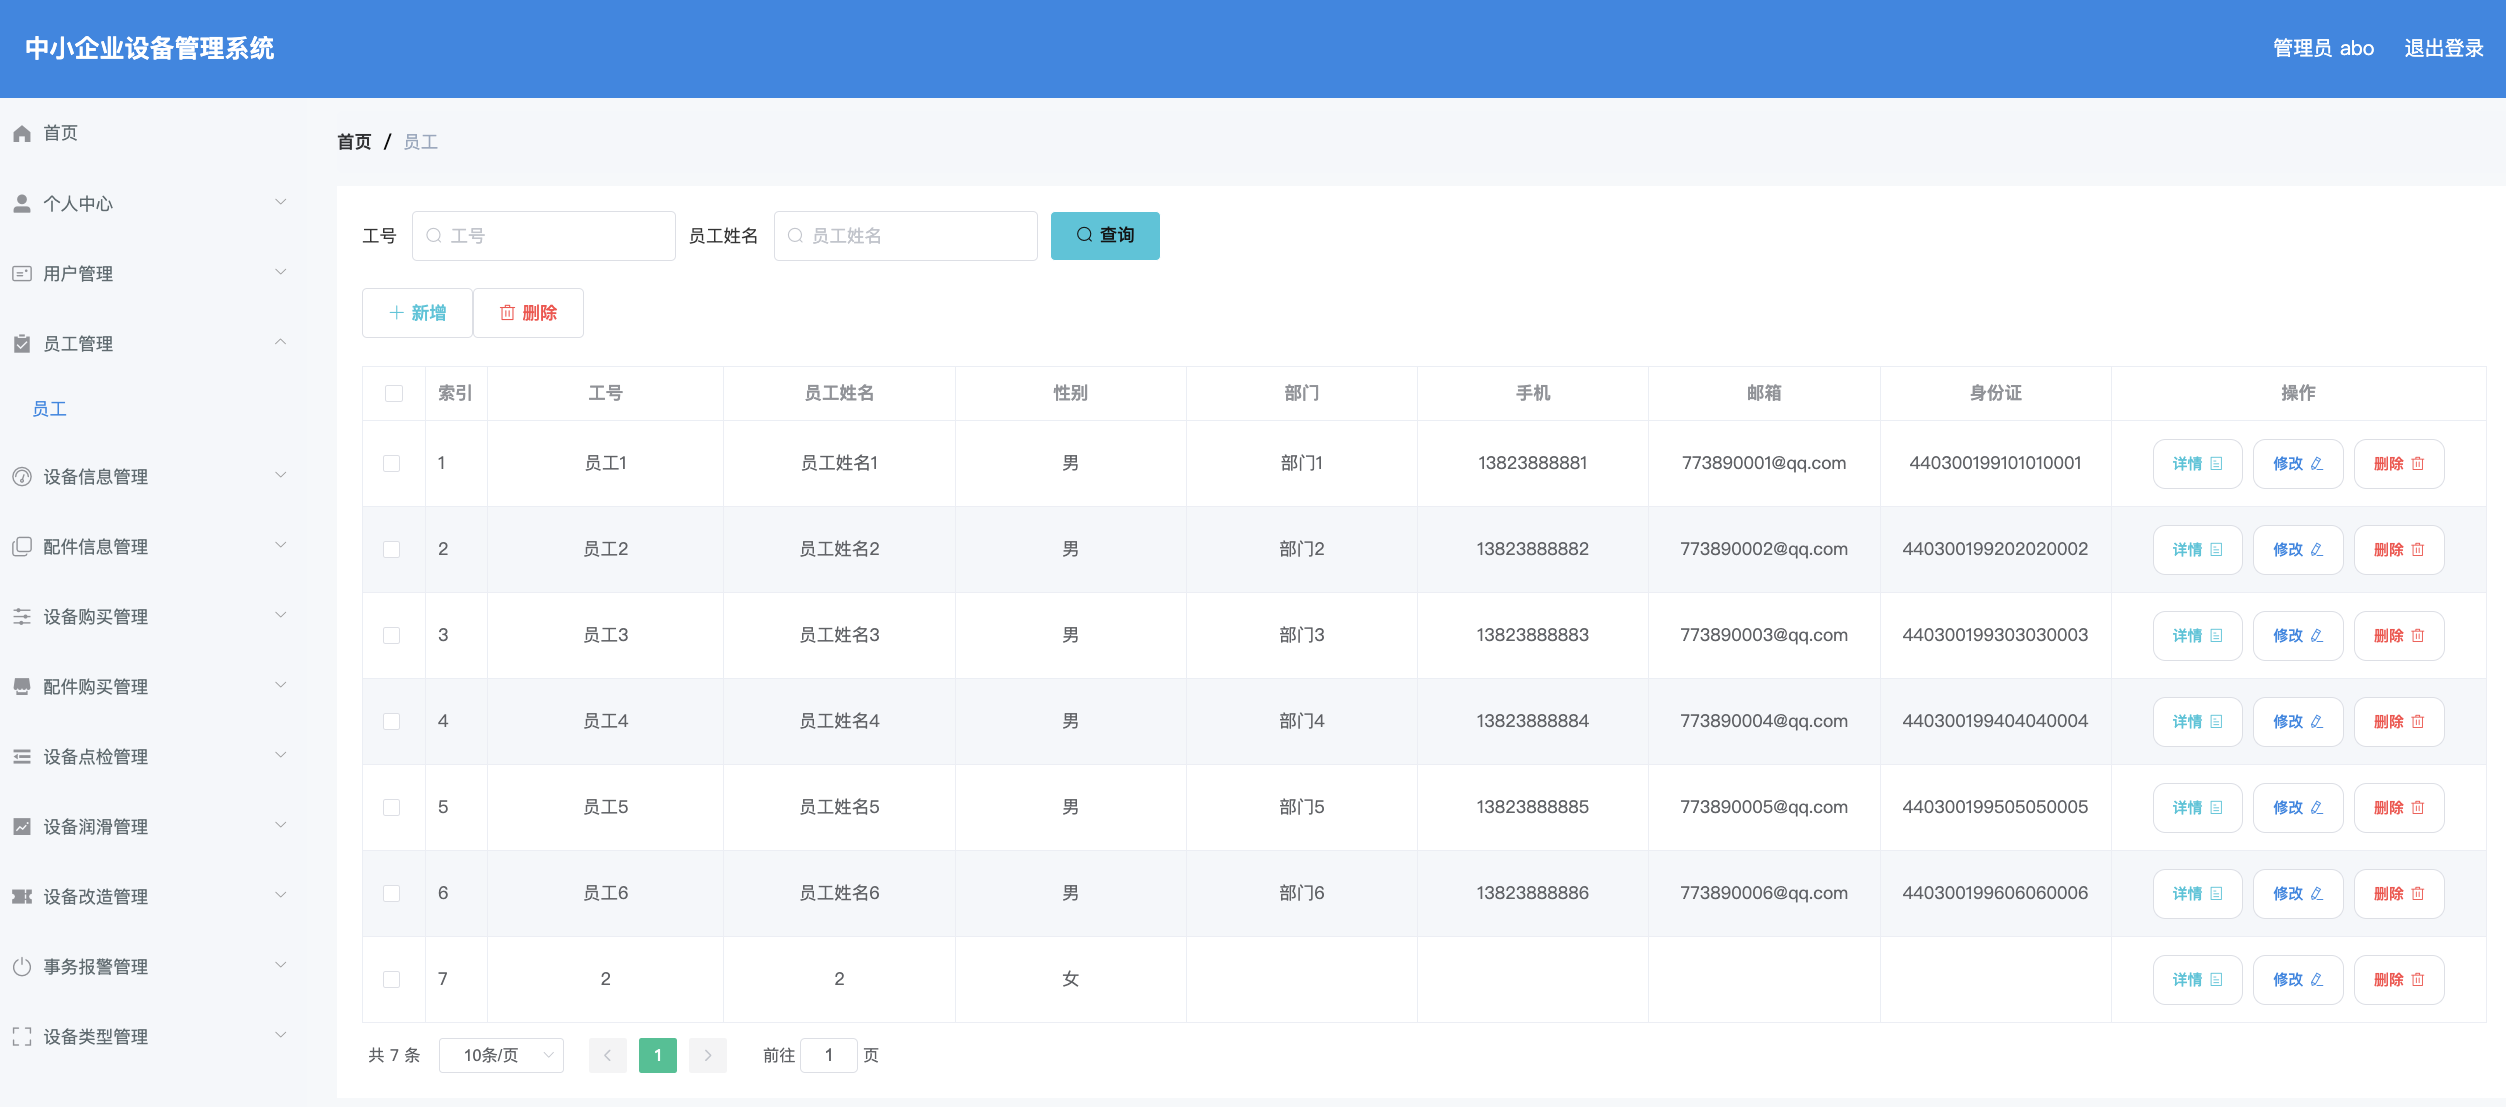 中小企业设备管理系统
管理员 abo 退出登录
首页
个人中心
用户管理
员工管理
员工
设备信息管理
配件信息管理
设备购买管理
配件购买管理
设备点检管理
设备润滑管理
设备改造管理
事务报警管理
设备类型管理
首页 / 员工
工号 工号 员工姓名 员工姓名 查询
新增 删除
索引 工号 员工姓名 性别 部门 手机 邮箱 身份证 操作
1 员工1 员工姓名1 男 部门1 13823888881 773890001@qq.com 440300199101010001 详情 修改 删除
2 员工2 员工姓名2 男 部门2 13823888882 773890002@qq.com 440300199202020002 详情 修改 删除
3 员工3 员工姓名3 男 部门3 13823888883 773890003@qq.com 440300199303030003 详情 修改 删除
4 员工4 员工姓名4 男 部门4 13823888884 773890004@qq.com 440300199404040004 详情 修改 删除
5 员工5 员工姓名5 男 部门5 13823888885 773890005@qq.com 440300199505050005 详情 修改 删除
6 员工6 员工姓名6 男 部门6 13823888886 773890006@qq.com 440300199606060006 详情 修改 删除
7 2 2 女 详情 修改 删除
共 7 条 10条/页 1 前往 1 页